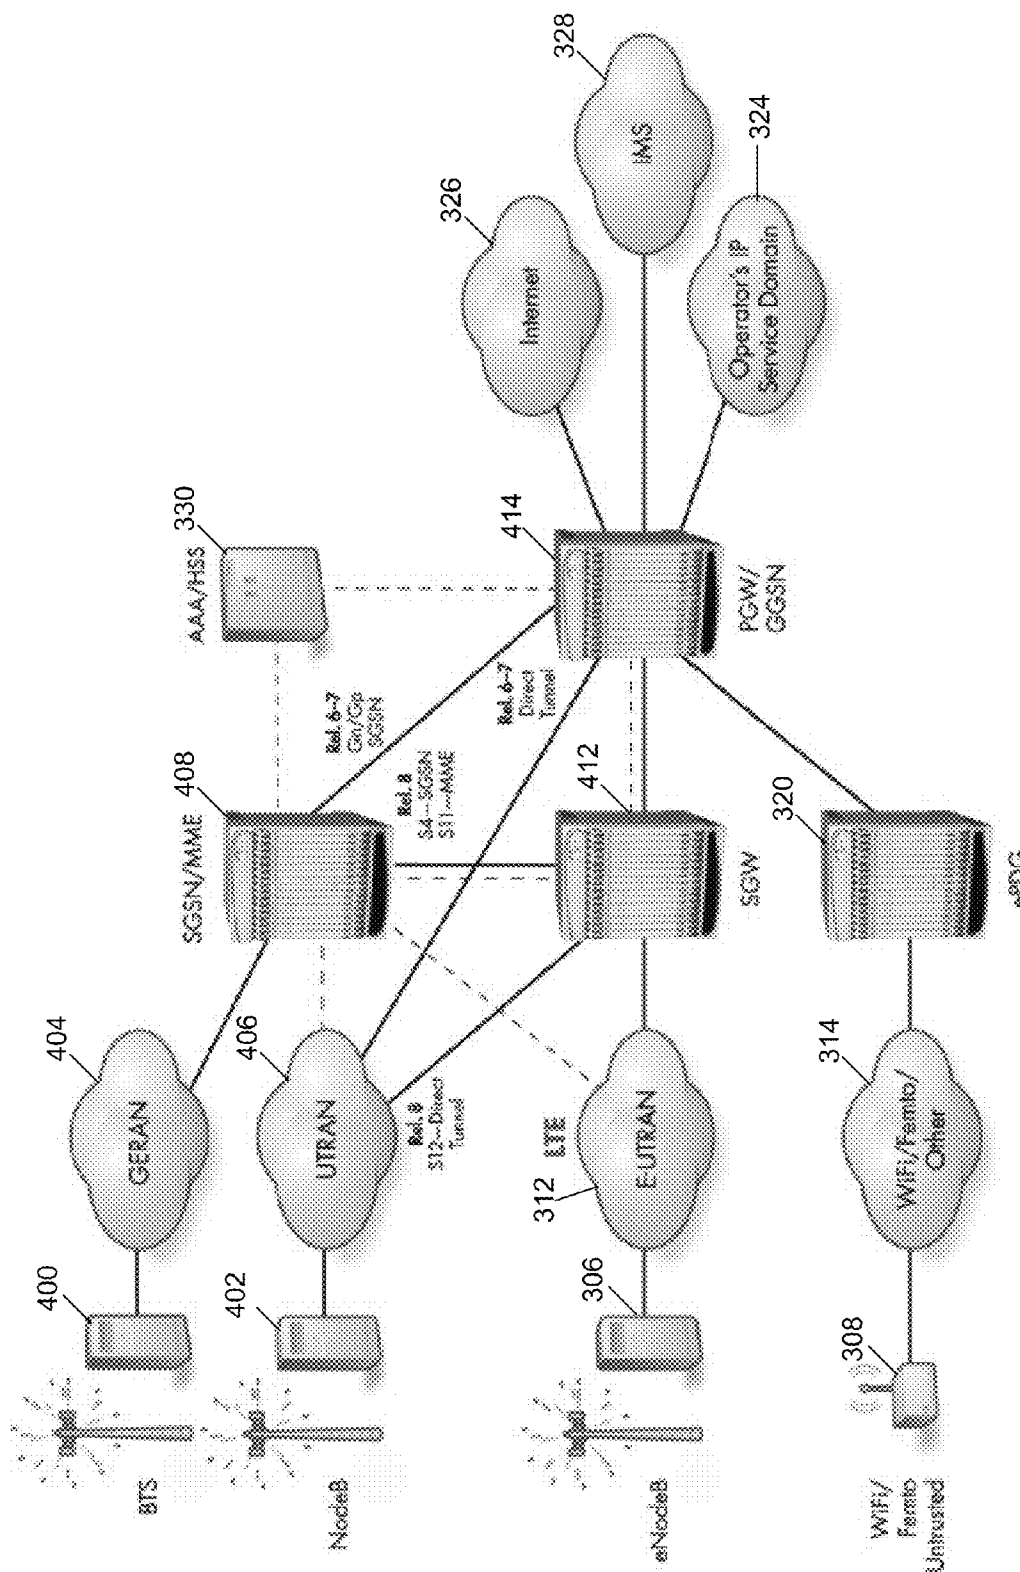 BTS
400
GERAN
404
NodeB
402
UTRAN
406
SGSN/MME
408
AAA/HSS
330
Rel. 6-7
Gn/Gp
SGSN
Rel. 8
S4--SGSN
S11--MME
Rel. 6-7
Direct
Tunnel
Rel. 8
S12--Direct
Tunnel
LTE
eNodeB
306
E-UTRAN
312
SGW
412
PGW/
GGSN
414
Internet
326
IMS
328
Operator's IP
Service Domain
324
WiFi/
Femto
Untrusted
308
WiFi/Femto/
Other
314
ePDG
320